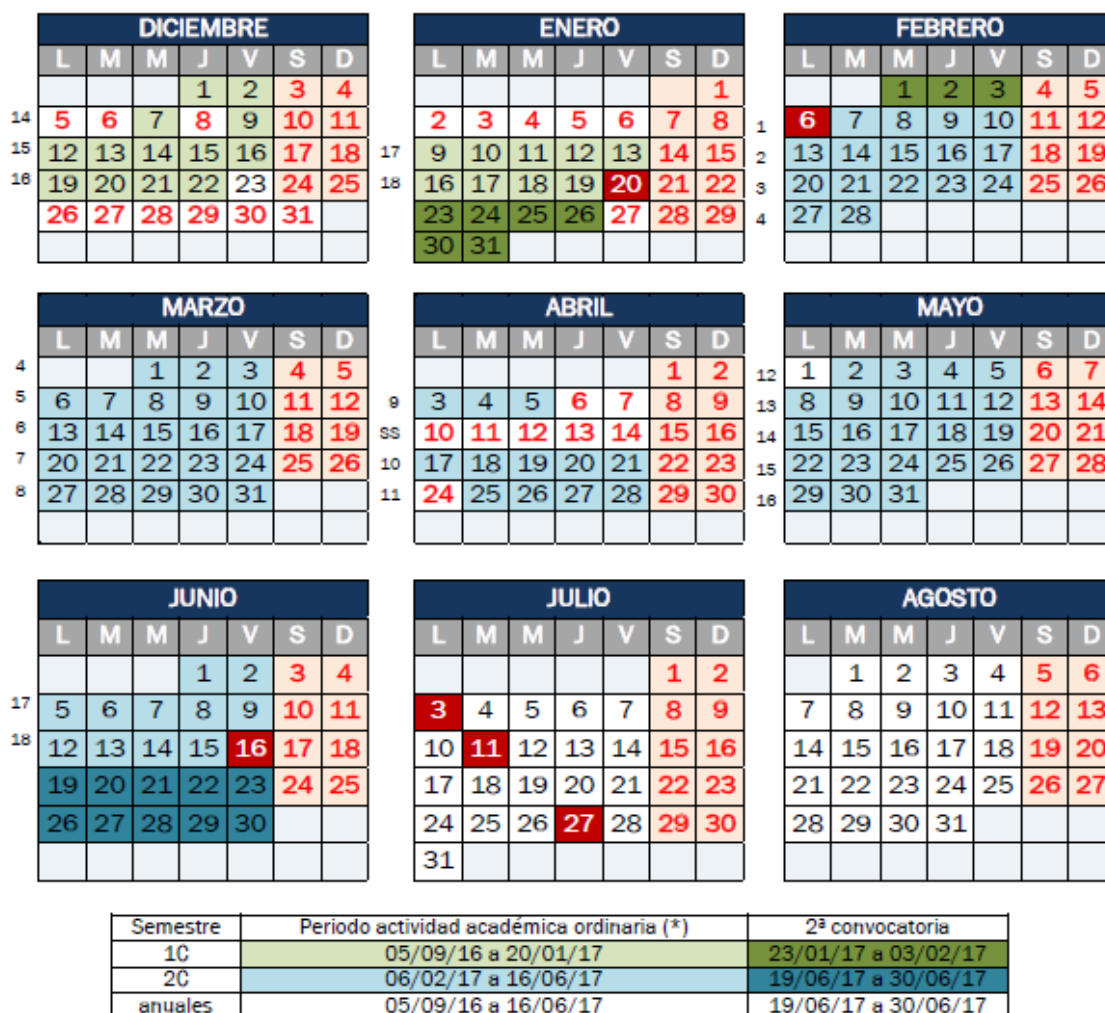 DICIEMBRE ENERO FEBRERO
L M M J V S D L M M J V S D L M M J V S D
1 2 3 4 1 1 2 3 4 5
14 5 6 7 8 9 10 11 2 3 4 5 6 7 8 1 6 7 8 9 10 11 12
15 12 13 14 15 16 17 18 17 9 10 11 12 13 14 15 2 13 14 15 16 17 18 19
16 19 20 21 22 23 24 25 18 16 17 18 19 20 21 22 3 20 21 22 23 24 25 26
26 27 28 29 30 31 23 24 25 26 27 28 29 4 27 28
30 31
MARZO ABRIL MAYO
L M M J V S D L M M J V S D L M M J V S D
4 1 2 3 4 5 1 2 12 1 2 3 4 5 6 7
5 6 7 8 9 10 11 12 9 3 4 5 6 7 8 9 13 8 9 10 11 12 13 14
6 13 14 15 16 17 18 19 SS 10 11 12 13 14 15 16 14 15 16 17 18 19 20 21
7 20 21 22 23 24 25 26 10 17 18 19 20 21 22 23 15 22 23 24 25 26 27 28
8 27 28 29 30 31 11 24 25 26 27 28 29 30 16 29 30 31
JUNIO JULIO AGOSTO
L M M J V S D L M M J V S D L M M J V S D
1 2 3 4 1 2 1 2 3 4 5 6
17 5 6 7 8 9 10 11 3 4 5 6 7 8 9 7 8 9 10 11 12 13
18 12 13 14 15 16 17 18 10 11 12 13 14 15 16 14 15 16 17 18 19 20
19 20 21 22 23 24 25 17 18 19 20 21 22 23 21 22 23 24 25 26 27
26 27 28 29 30 24 25 26 27 28 29 30 28 29 30 31
31
Semestre Periodo actividad académica ordinaria (*) 2ª convocatoria
1C 05/09/16 a 20/01/17 23/01/17 a 03/02/17
2C 06/02/17 a 16/06/17 19/06/17 a 30/06/17
anuales 05/09/16 a 16/06/17 19/06/17 a 30/06/17